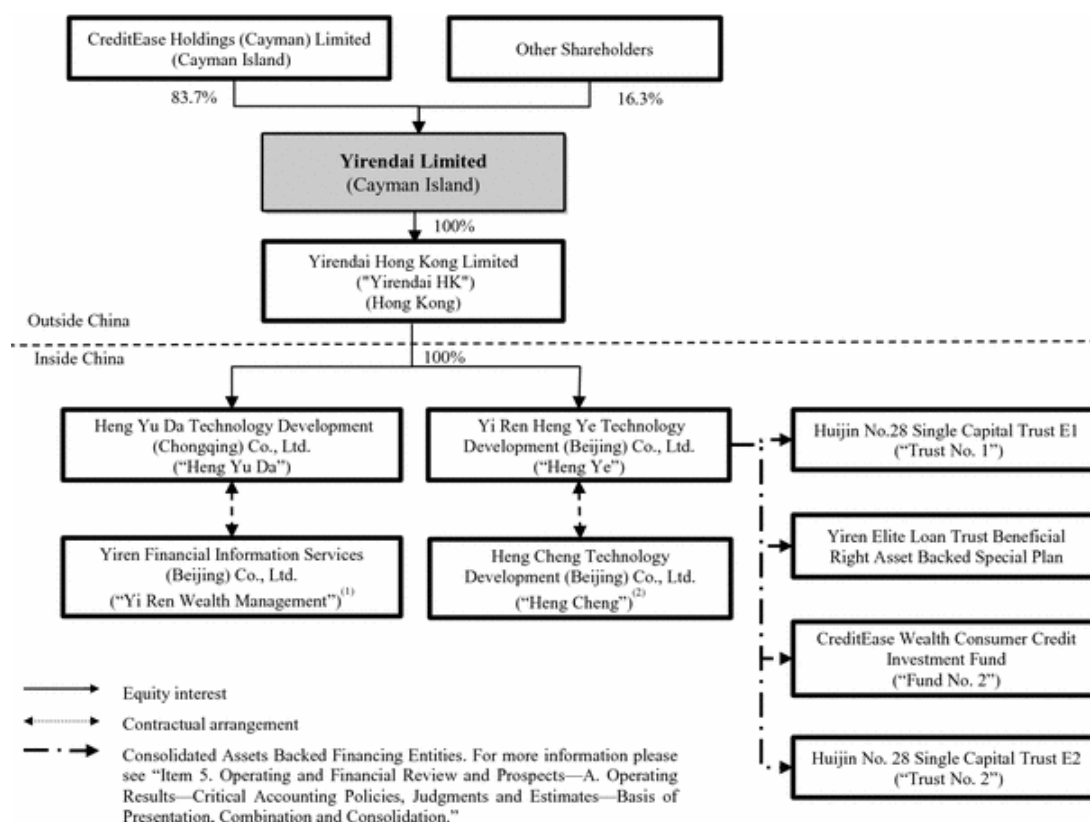 CreditEase Holdings (Cayman) Limited
(Cayman Island)
Other Shareholders
83.7%
16.3%
Yirendai Limited
(Cayman Island)
100%
Yirendai Hong Kong Limited
("Yirendai HK")
(Hong Kong)
Outside China
Inside China
100%
Heng Yu Da Technology Development
(Chongqing) Co., Ltd.
(“Heng Yu Da”)
Yi Ren Heng Ye Technology
Development (Beijing) Co., Ltd.
(“Heng Ye”)
Huijin No.28 Single Capital Trust E1
(“Trust No. 1”)
Yiren Financial Information Services
(Beijing) Co., Ltd.
(“Yi Ren Wealth Management”)(1)
Heng Cheng Technology
Development (Beijing) Co., Ltd.
(“Heng Cheng”)(2)
Yiren Elite Loan Trust Beneficial
Right Asset Backed Special Plan
CreditEase Wealth Consumer Credit
Investment Fund
(“Fund No. 2”)
Huijin No. 28 Single Capital Trust E2
(“Trust No. 2”)
Equity interest
Contractual arrangement
Consolidated Assets Backed Financing Entities. For more information please
see “Item 5. Operating and Financial Review and Prospects—A. Operating
Results—Critical Accounting Policies, Judgments and Estimates—Basis of
Presentation, Combination and Consolidation.”